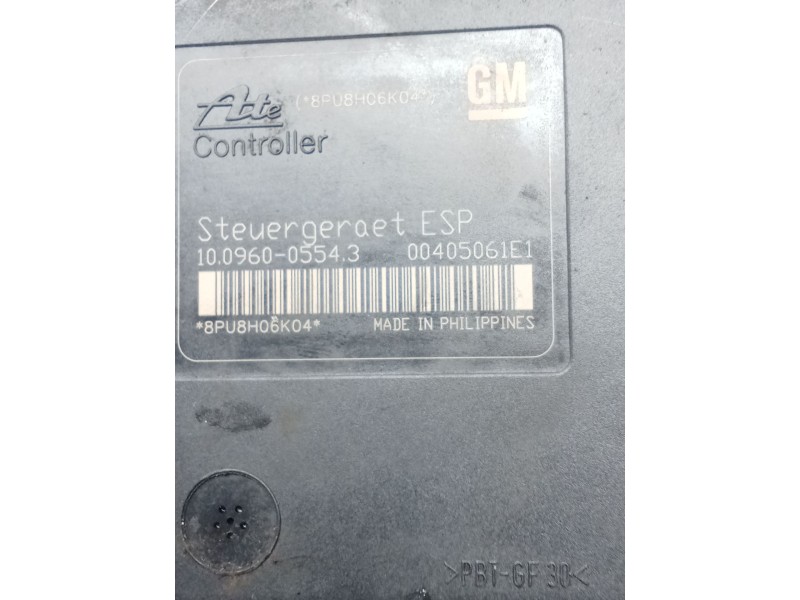 Ate (*8PU8H06K04*)
GM
Controller
Steuergeraet ESP
10.0960-0554.3 00405061E1
*8PU8H06K04* MADE IN PHILIPPINES
>PBT-GF 30<